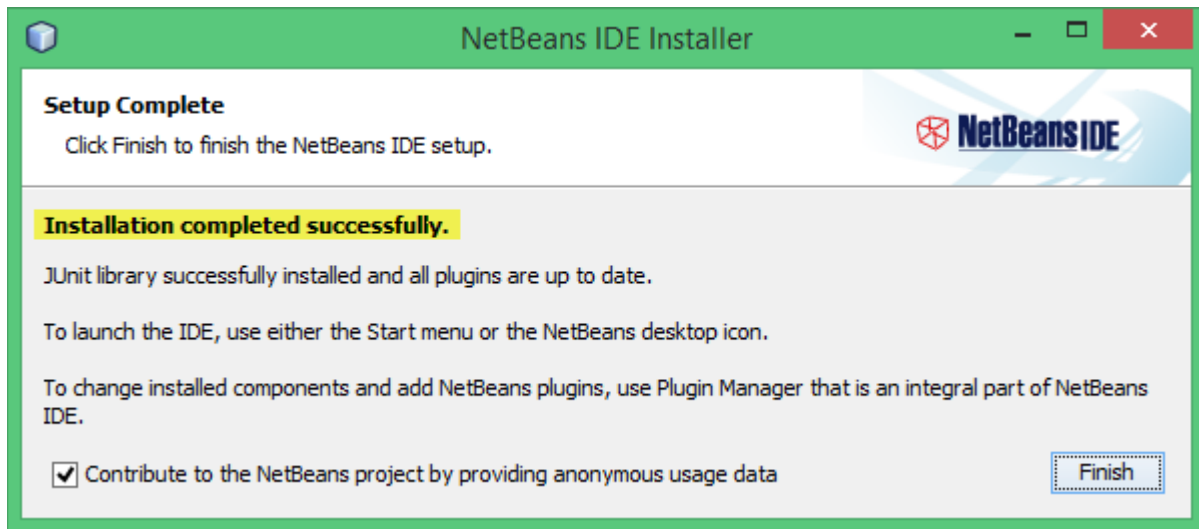 NetBeans IDE Installer
Setup Complete
Click Finish to finish the NetBeans IDE setup.
NetBeans IDE
Installation completed successfully.
JUnit library successfully installed and all plugins are up to date.
To launch the IDE, use either the Start menu or the NetBeans desktop icon.
To change installed components and add NetBeans plugins, use Plugin Manager that is an integral part of NetBeans
IDE.
Contribute to the NetBeans project by providing anonymous usage data
Finish